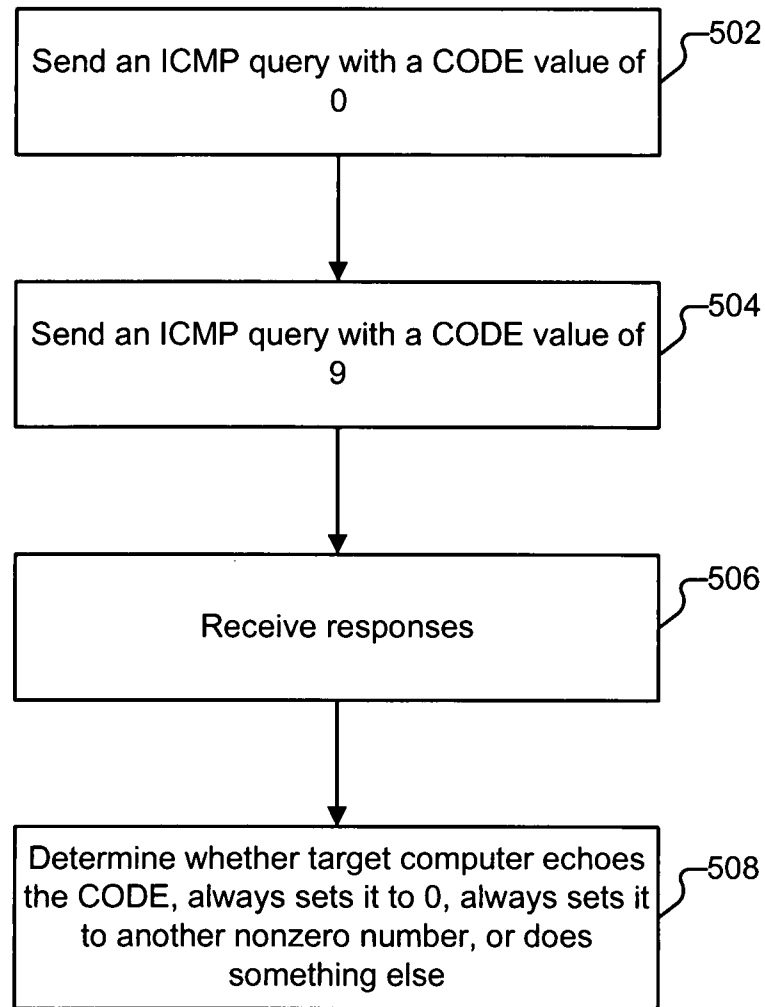 Send an ICMP query with a CODE value of
0
502
Send an ICMP query with a CODE value of
9
504
Receive responses
506
Determine whether target computer echoes
the CODE, always sets it to 0, always sets it
to another nonzero number, or does
something else
508